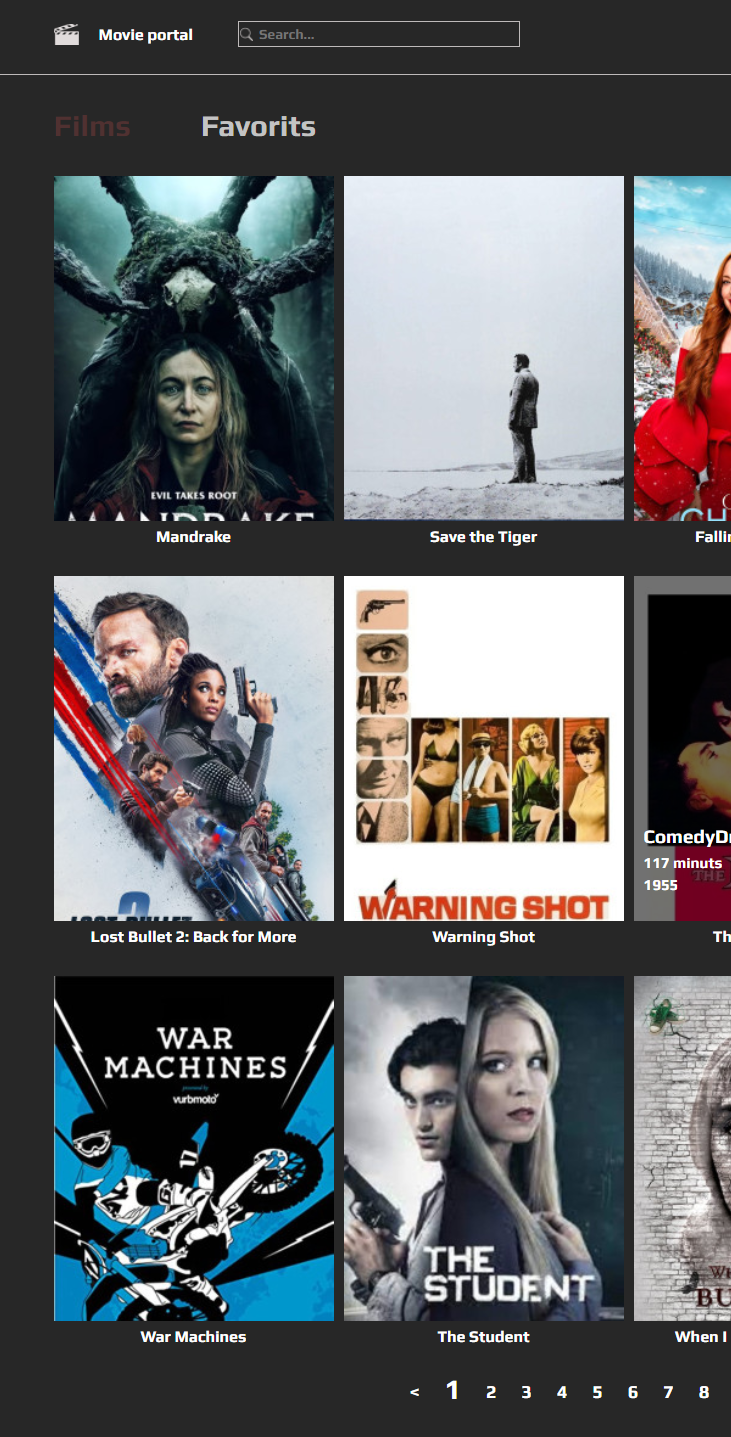 Movie portal
Search...
Films
Favorits
EVIL TAKES ROOT
MANDRAKE
CH
Mandrake
Save the Tiger
Fallin
LOST BULLET
2
WARNING SHOT
ComedyDr
117 minuts
1955
THE
Lost Bullet 2: Back for More
Warning Shot
Th
WAR
MACHINES
presented by
vurbmoto
THE
STUDENT
WH
BU
War Machines
The Student
When I
< 1 2 3 4 5 6 7 8